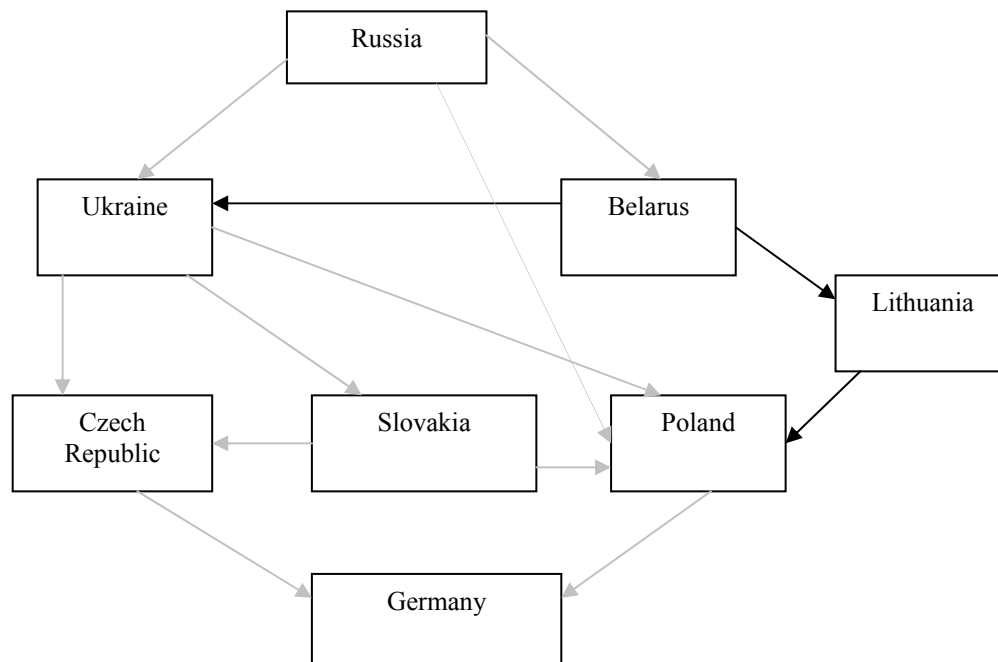 Russia
Ukraine
Belarus
Lithuania
Czech
Republic
Slovakia
Poland
Germany